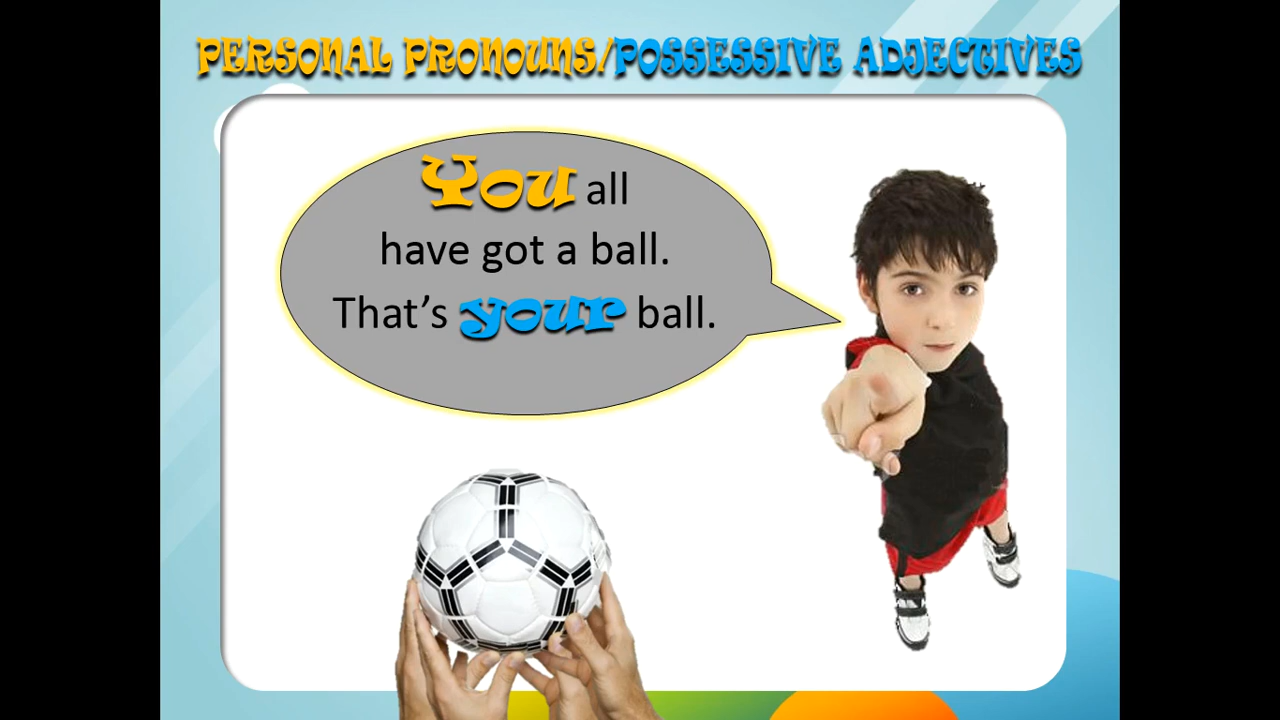 PERSONAL PRONOUNS/POSSESSIVE ADJECTIVES
You all
have got a ball.
That's your ball.